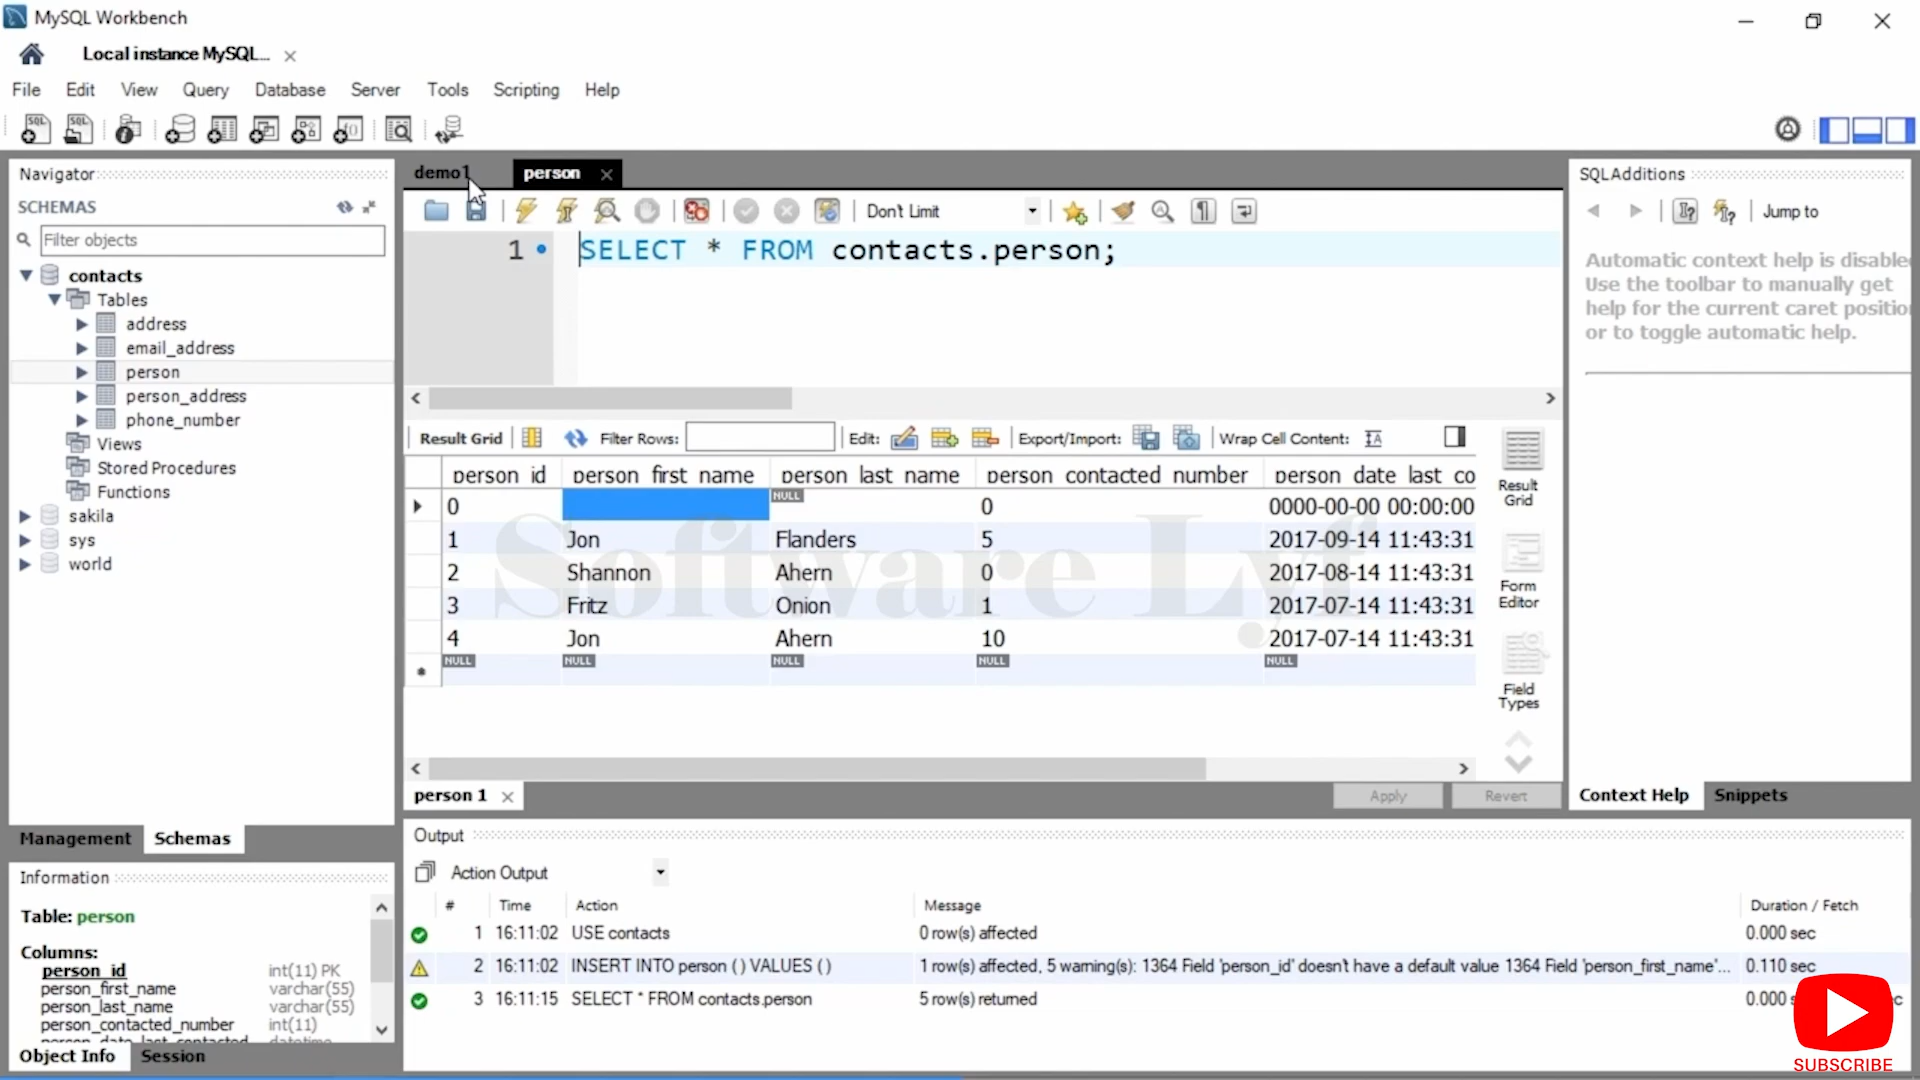 MySQL Workbench
Local instance MySQL...
File Edit View Query Database Server Tools Scripting Help
Navigator
SCHEMAS
Filter objects
contacts
Tables
address
email_address
person
person_address
phone_number
Views
Stored Procedures
Functions
sakila
sys
world
Management Schemas
Information
Table: person
Columns:
person_id int(11) PK
person_first_name varchar(55)
person_last_name varchar(55)
person_contacted_number int(11)
person_date_last_contacted datetime
Object Info Session
demo1 person
Don't Limit
1 SELECT * FROM contacts.person;
Result Grid Filter Rows: Edit: Export/Import: Wrap Cell Content:
person_id person_first_name person_last_name person_contacted_number person_date_last_co
0 NULL 0 0000-00-00 00:00:00
1 Jon Flanders 5 2017-09-14 11:43:31
2 Shannon Ahern 0 2017-08-14 11:43:31
3 Fritz Onion 1 2017-07-14 11:43:31
4 Jon Ahern 10 2017-07-14 11:43:31
NULL NULL NULL NULL NULL
Software Lyf
Result
Grid
Form
Editor
Field
Types
person 1 Apply Revert
SQLAdditions
Jump to
Automatic context help is disable
Use the toolbar to manually get
help for the current caret positio
or to toggle automatic help.
Context Help Snippets
Output
Action Output
# Time Action Message Duration / Fetch
1 16:11:02 USE contacts 0 row(s) affected 0.000 sec
2 16:11:02 INSERT INTO person ( ) VALUES ( ) 1 row(s) affected, 5 warning(s): 1364 Field 'person_id' doesn't have a default value 1364 Field 'person_first_name'... 0.110 sec
3 16:11:15 SELECT * FROM contacts.person 5 row(s) returned 0.000
SUBSCRIBE